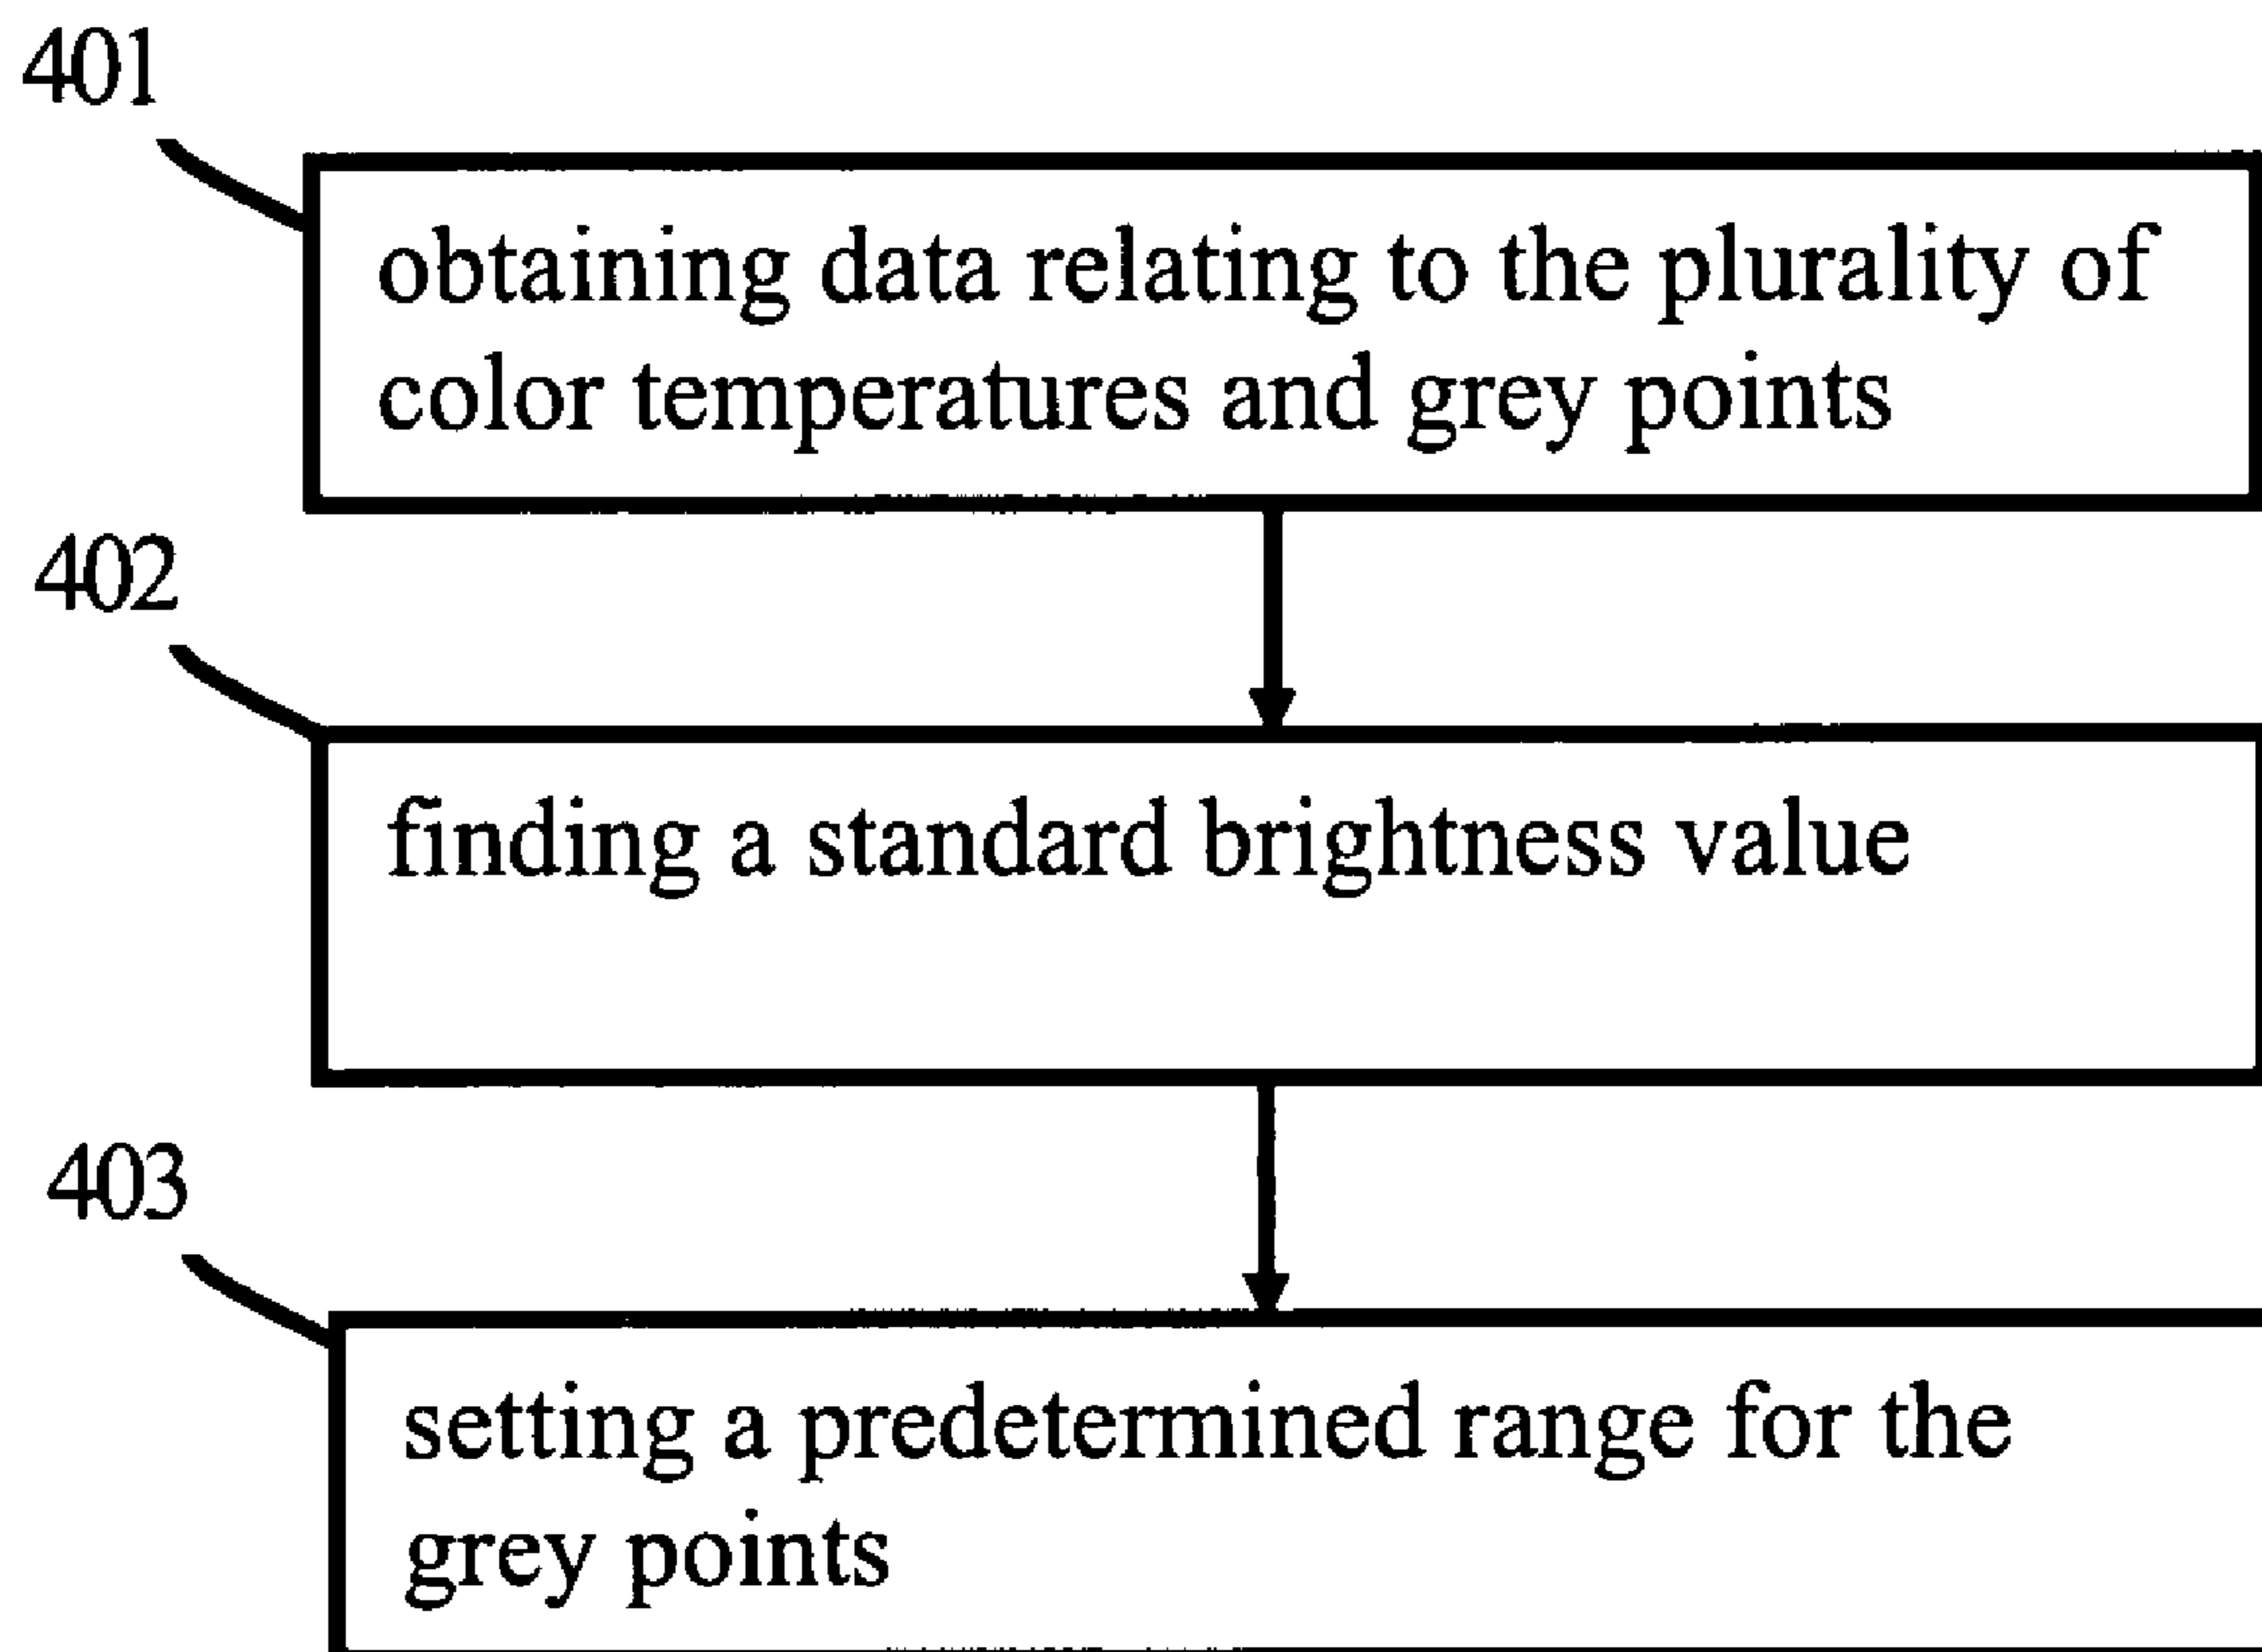 401
obtaining data relating to the plurality of
color temperatures and grey points
402
finding a standard brightness value
403
setting a predetermined range for the
grey points